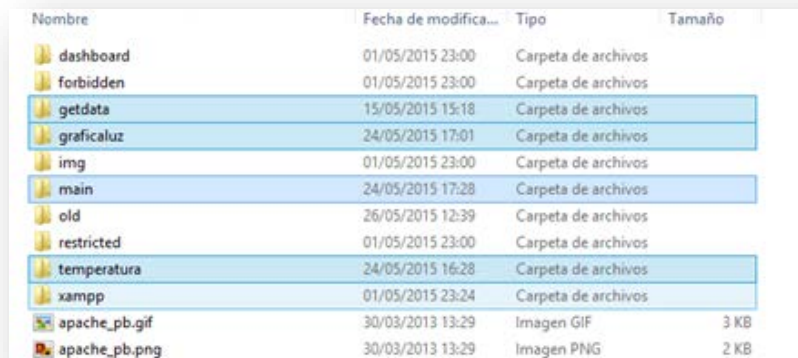 Nombre Fecha de modifica... Tipo Tamaño
dashboard 01/05/2015 23:00 Carpeta de archivos
forbidden 01/05/2015 23:00 Carpeta de archivos
getdata 15/05/2015 15:18 Carpeta de archivos
graficaluz 24/05/2015 17:01 Carpeta de archivos
img 01/05/2015 23:00 Carpeta de archivos
main 24/05/2015 17:28 Carpeta de archivos
old 26/05/2015 12:39 Carpeta de archivos
restricted 01/05/2015 23:00 Carpeta de archivos
temperatura 24/05/2015 16:28 Carpeta de archivos
xampp 01/05/2015 23:24 Carpeta de archivos
apache_pb.gif 30/03/2013 13:29 Imagen GIF 3 KB
apache_pb.png 30/03/2013 13:29 Imagen PNG 2 KB